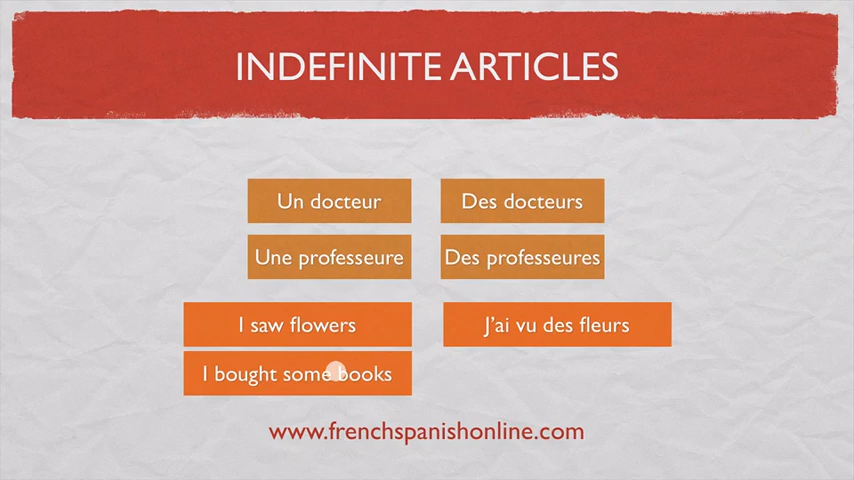 INDEFINITE ARTICLES
Un docteur
Des docteurs
Une professeure
Des professeures
I saw flowers
J'ai vu des fleurs
I bought some books
www.frenchspanishonline.com